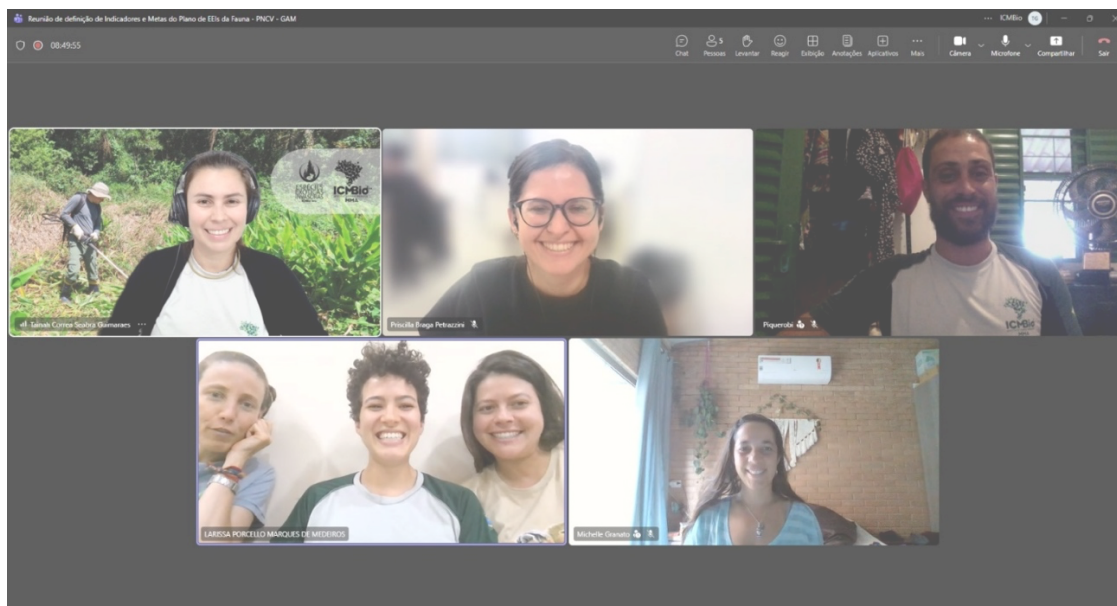 Reunião de definição de Indicadores e Metas do Plano de EEIs da Fauna - PNCV - GAM
ICMBio
08:49:55
5
Chat
Pessoas
Levantar
Reagir
Exibição
Anotações
Aplicativos
Mais
Câmera
Microfone
Compartilhar
Sair
ESPÉCIES
ICMBio
Tainah Corrêa Seabra Guimarães
Priscilla Braga Petrazzini
Piquerobi
ICMBio
LARISSA PORCELLO MARQUES DE MEDEIROS
Michelle Granato